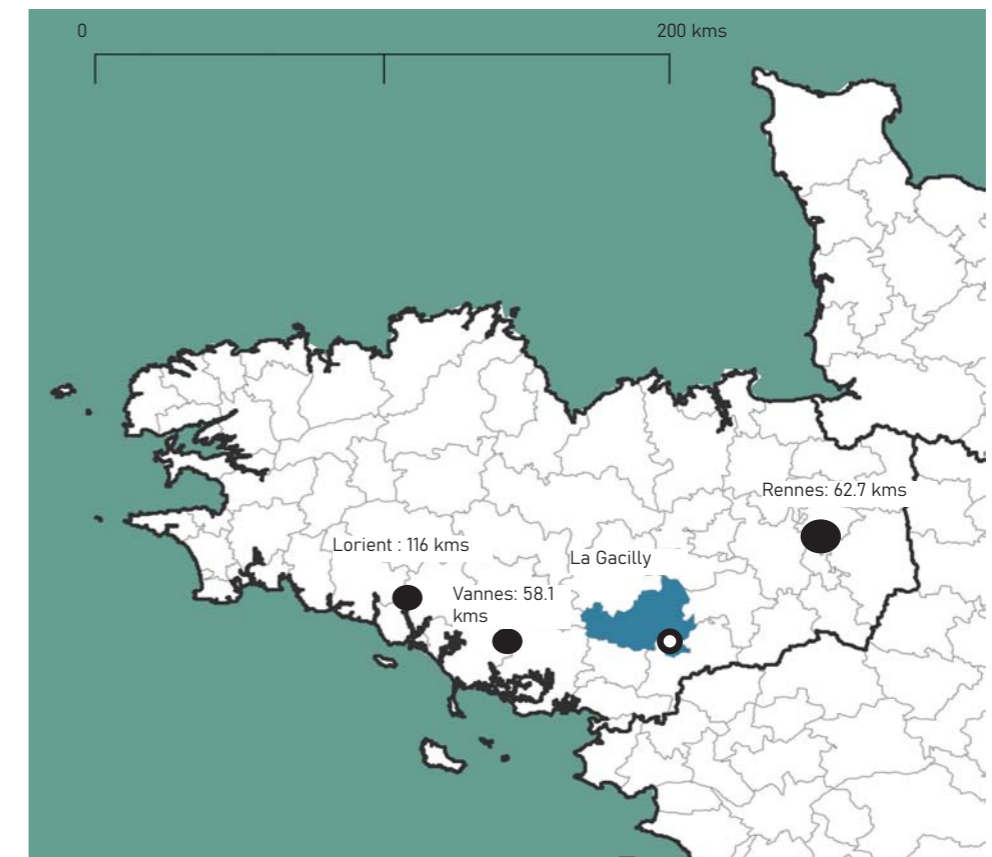 0
200 kms
Rennes: 62.7 kms
Lorient : 116 kms
La Gacilly
Vannes: 58.1
kms